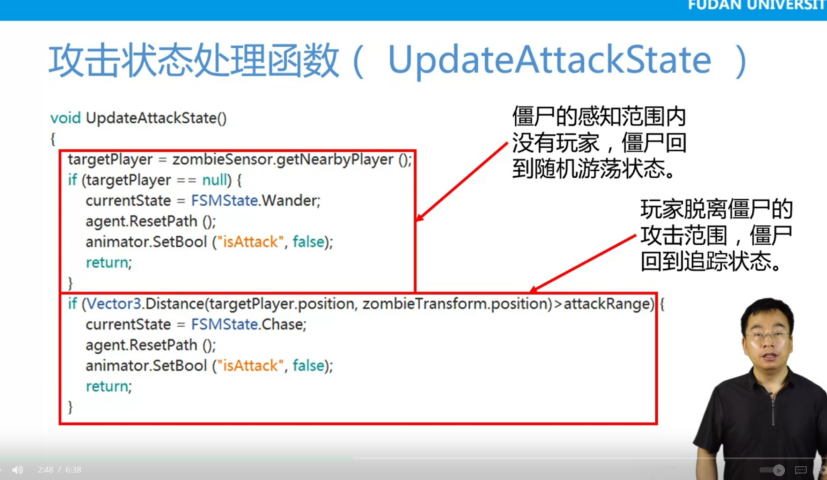 FUDAN UNIVERSIT
攻击状态处理函数（ UpdateAttackState ）
void UpdateAttackState()
{
targetPlayer = zombieSensor.getNearbyPlayer ();
if (targetPlayer == null) {
currentState = FSMState.Wander;
agent.ResetPath ();
animator.SetBool ("isAttack", false);
return;
}
if (Vector3.Distance(targetPlayer.position, zombieTransform.position)>attackRange) {
currentState = FSMState.Chase;
agent.ResetPath ();
animator.SetBool ("isAttack", false);
return;
}
僵尸的感知范围内
没有玩家，僵尸回
到随机游荡状态。
玩家脱离僵尸的
攻击范围，僵尸
回到追踪状态。
2:48 / 6:38